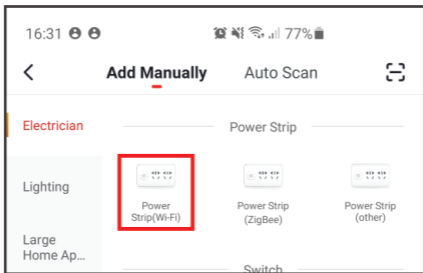 16:31
77%
Add Manually
Auto Scan
Electrician
Power Strip
Lighting
Power
Strip(Wi-Fi)
Power Strip
(ZigBee)
Power Strip
(other)
Large
Home Ap...
Switch